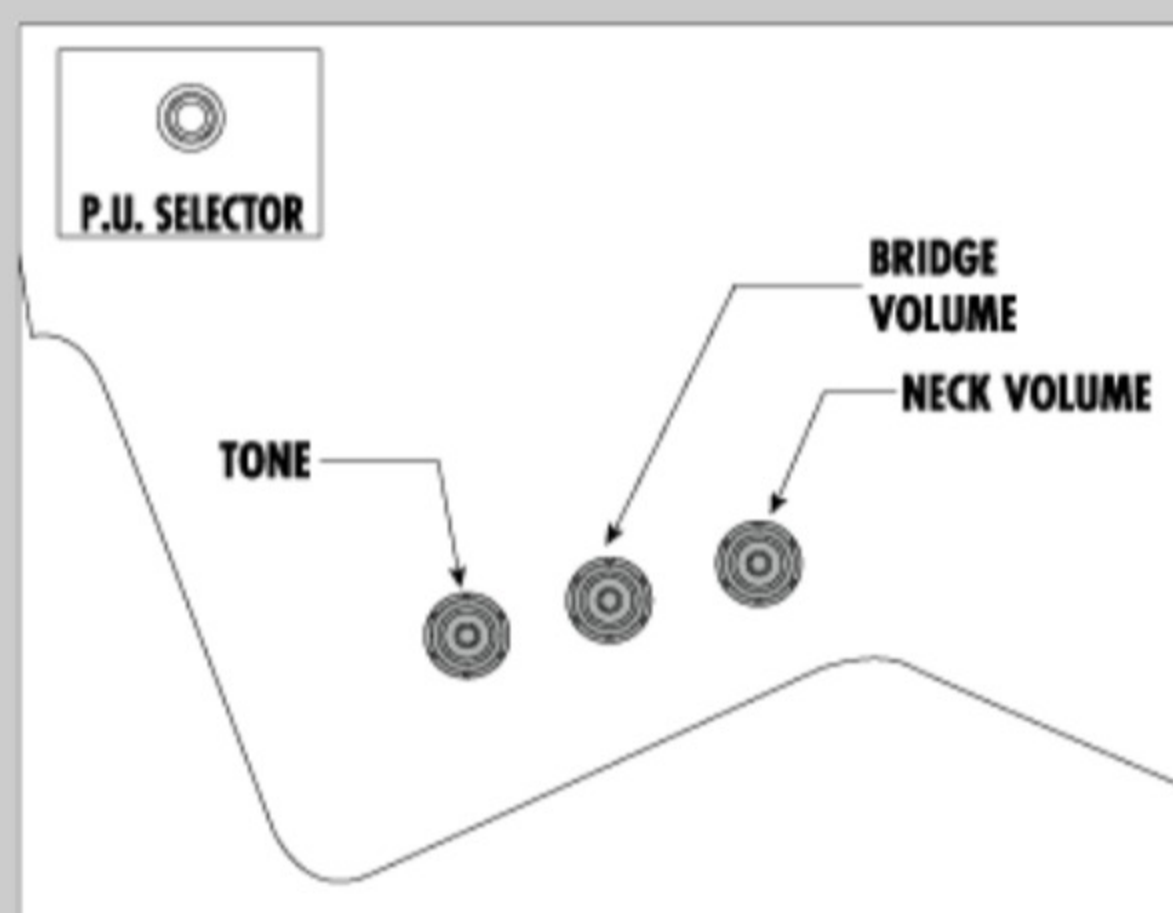 P.U. SELECTOR
BRIDGE
VOLUME
NECK VOLUME
TONE